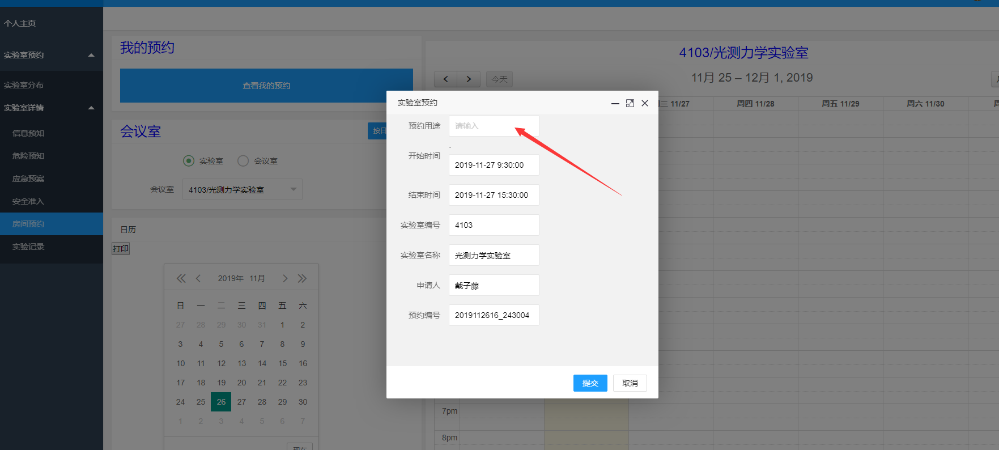 个人主页
实验室预约
实验室分布
实验室详情
信息预知
危险预知
应急预案
安全准入
房间预约
实验记录
我的预约
查看我的预约
会议室
按日
实验室 会议室
会议室 4103/光测力学实验室
日历
打印
2019年 11月
日 一 二 三 四 五 六
27 28 29 30 31 1 2
3 4 5 6 7 8 9
10 11 12 13 14 15 16
17 18 19 20 21 22 23
24 25 26 27 28 29 30
1 2 3 4 5 6 7
现在
4103/光测力学实验室
今天
11月 25 – 12月 1, 2019
三 11/27 周四 11/28 周五 11/29 周六 11/30
7pm
8pm
实验室预约
预约用途 请输入
、
开始时间 2019-11-27 9:30:00
结束时间 2019-11-27 15:30:00
实验室编号 4103
实验室名称 光测力学实验室
申请人 戴子藤
预约编号 2019112616_243004
提交 取消